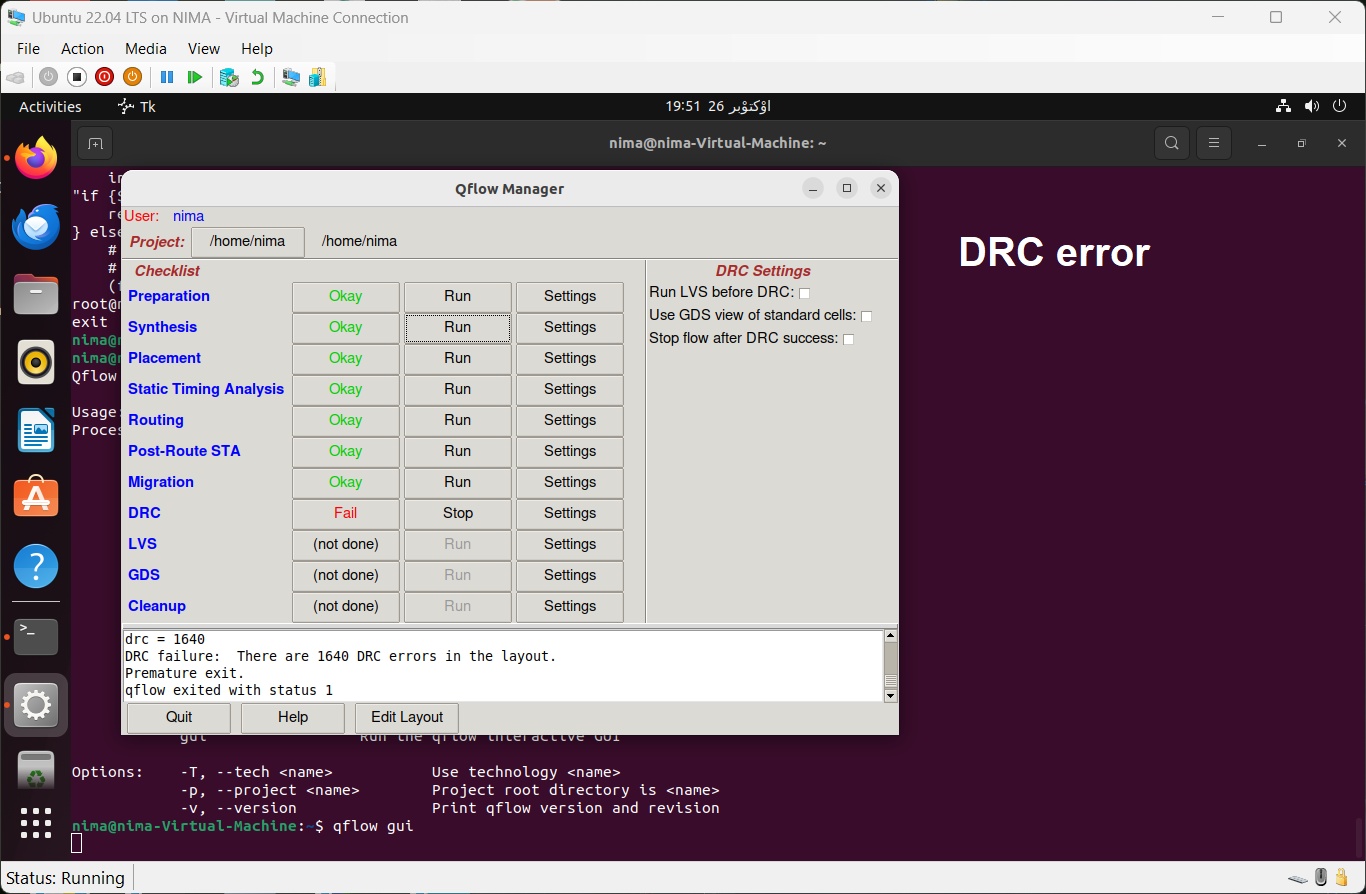 Ubuntu 22.04 LTS on NIMA - Virtual Machine Connection
File Action Media View Help
Activities Tk 19:51 26 اؤکتوْبر
nima@nima-Virtual-Machine: ~
"if {
} else
#
#
root@
exit
nima@
nima@
Qflow
Usage:
Proces
Qflow Manager
User: nima
Project: /home/nima /home/nima
Checklist
Preparation Okay Run Settings
Synthesis Okay Run Settings
Placement Okay Run Settings
Static Timing Analysis Okay Run Settings
Routing Okay Run Settings
Post-Route STA Okay Run Settings
Migration Okay Run Settings
DRC Fail Stop Settings
LVS (not done) Run Settings
GDS (not done) Run Settings
Cleanup (not done) Run Settings
DRC Settings
Run LVS before DRC:
Use GDS view of standard cells:
Stop flow after DRC success:
drc = 1640
DRC failure: There are 1640 DRC errors in the layout.
Premature exit.
qflow exited with status 1
Quit Help Edit Layout
DRC error
gui Run the qflow interactive GUI
Options: -T, --tech <name> Use technology <name>
-p, --project <name> Project root directory is <name>
-v, --version Print qflow version and revision
nima@nima-Virtual-Machine:~$ qflow gui
Status: Running